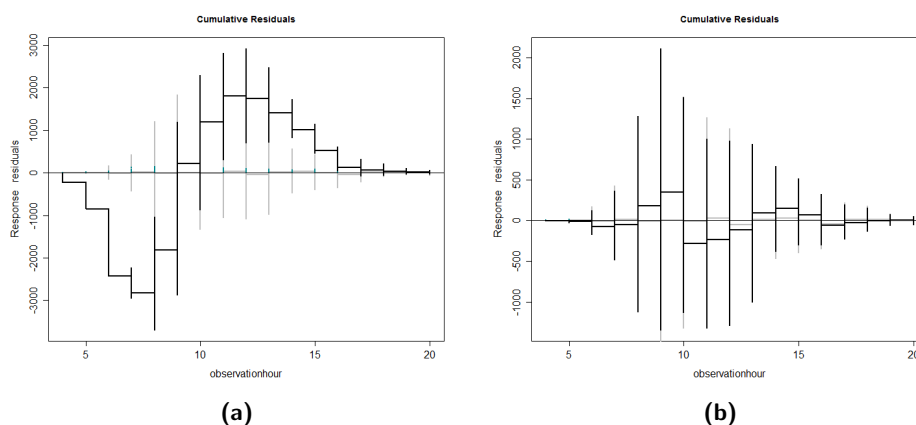 Cumulative Residuals
Response residuals
3000
2000
1000
0
-1000
-2000
-3000
5
10
15
20
observationhour
(a)
Cumulative Residuals
Response residuals
2000
1500
1000
500
0
-500
-1000
5
10
15
20
observationhour
(b)